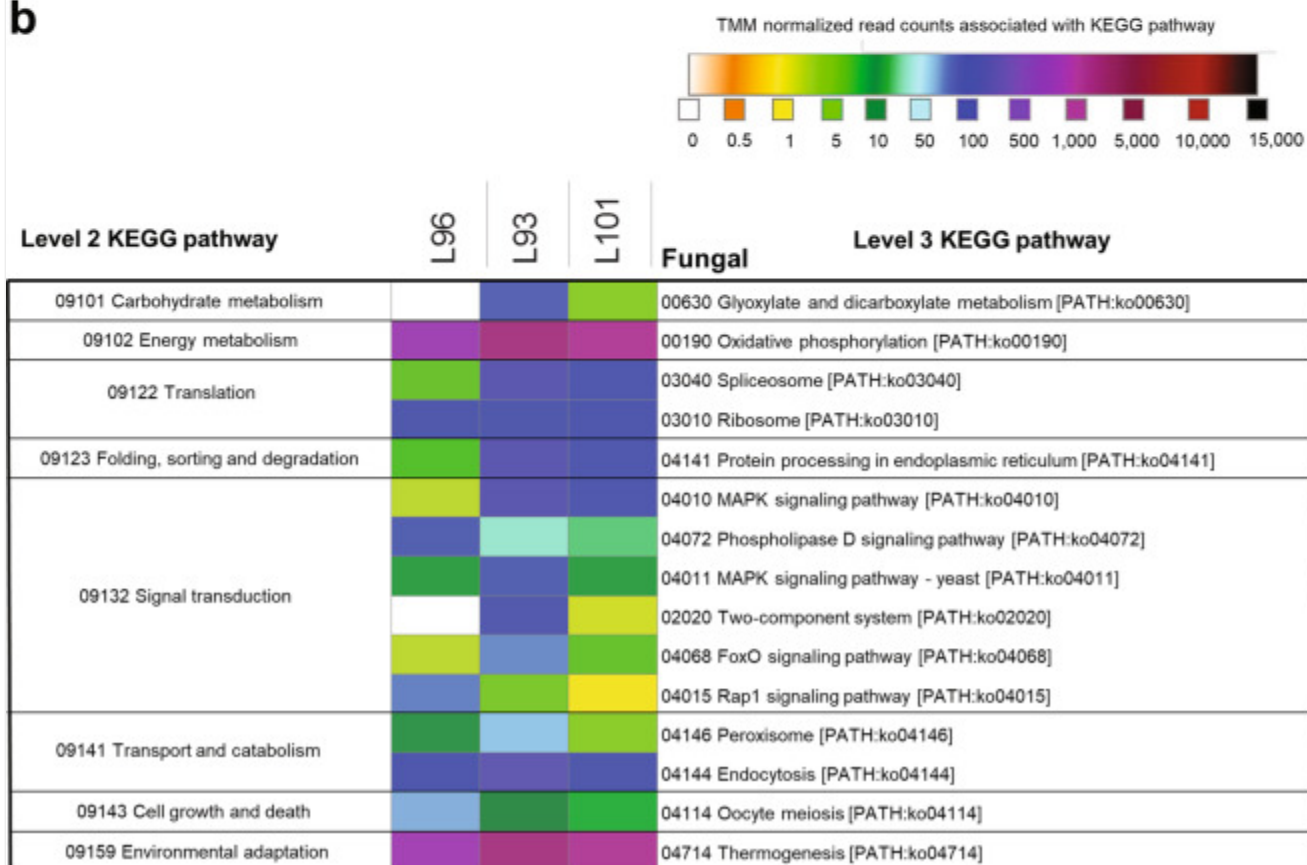 b
TMM normalized read counts associated with KEGG pathway
0 0.5 1 5 10 50 100 500 1,000 5,000 10,000 15,000
Level 2 KEGG pathway L96 L93 L101 Fungal Level 3 KEGG pathway
09101 Carbohydrate metabolism 00630 Glyoxylate and dicarboxylate metabolism [PATH:ko00630]
09102 Energy metabolism 00190 Oxidative phosphorylation [PATH:ko00190]
09122 Translation 03040 Spliceosome [PATH:ko03040]
03010 Ribosome [PATH:ko03010]
09123 Folding, sorting and degradation 04141 Protein processing in endoplasmic reticulum [PATH:ko04141]
09132 Signal transduction 04010 MAPK signaling pathway [PATH:ko04010]
04072 Phospholipase D signaling pathway [PATH:ko04072]
04011 MAPK signaling pathway - yeast [PATH:ko04011]
02020 Two-component system [PATH:ko02020]
04068 FoxO signaling pathway [PATH:ko04068]
04015 Rap1 signaling pathway [PATH:ko04015]
09141 Transport and catabolism 04146 Peroxisome [PATH:ko04146]
04144 Endocytosis [PATH:ko04144]
09143 Cell growth and death 04114 Oocyte meiosis [PATH:ko04114]
09159 Environmental adaptation 04714 Thermogenesis [PATH:ko04714]